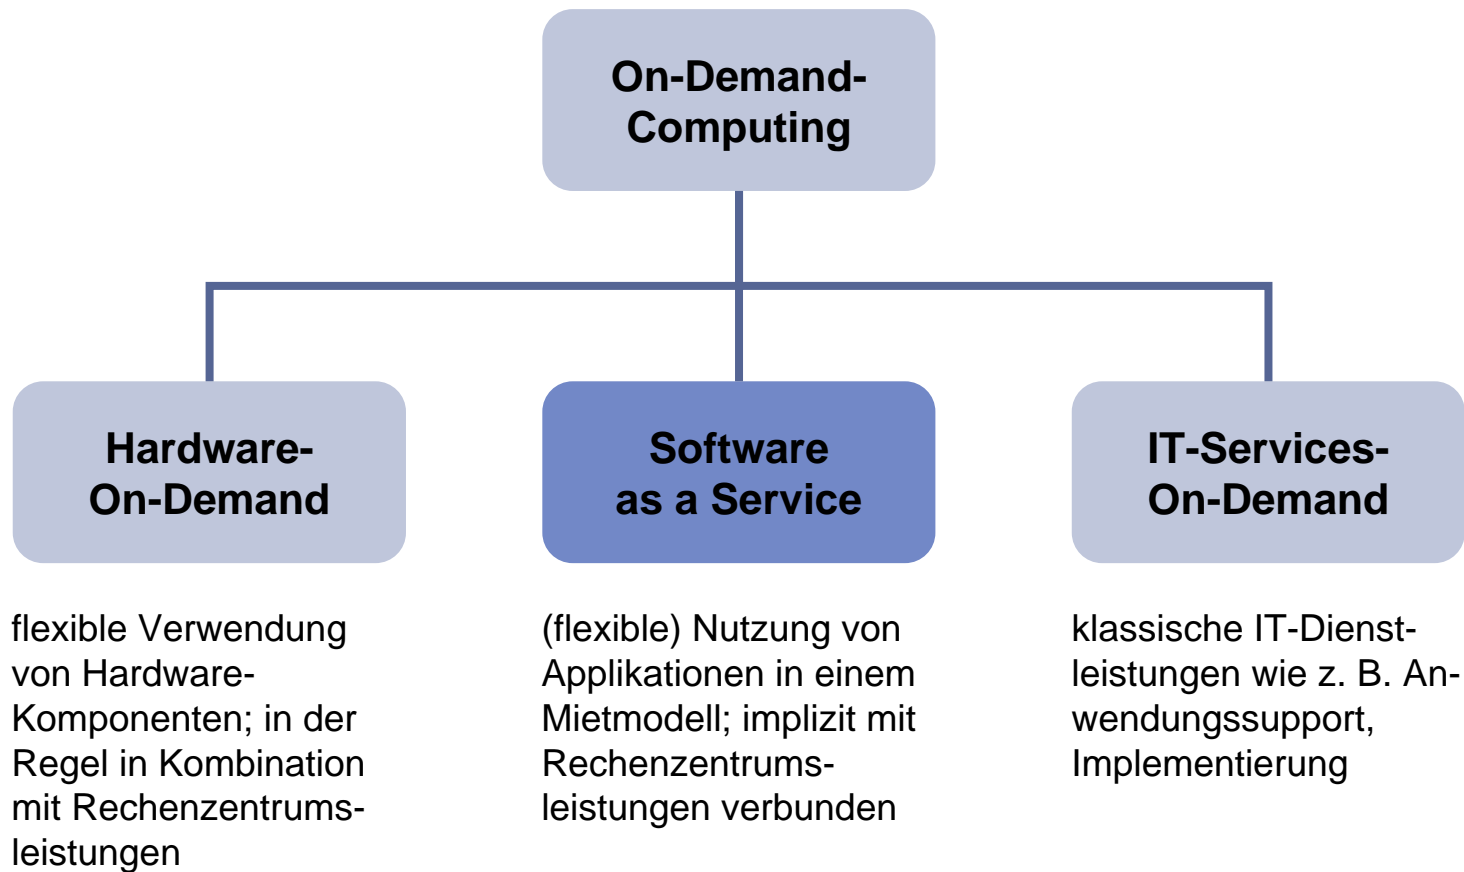 On-Demand-
Computing
Hardware-
On-Demand
Software
as a Service
IT-Services-
On-Demand
flexible Verwendung
von Hardware-
Komponenten; in der
Regel in Kombination
mit Rechenzentrums-
leistungen
(flexible) Nutzung von
Applikationen in einem
Mietmodell; implizit mit
Rechenzentrums-
leistungen verbunden
klassische IT-Dienst-
leistungen wie z. B. An-
wendungssupport,
Implementierung